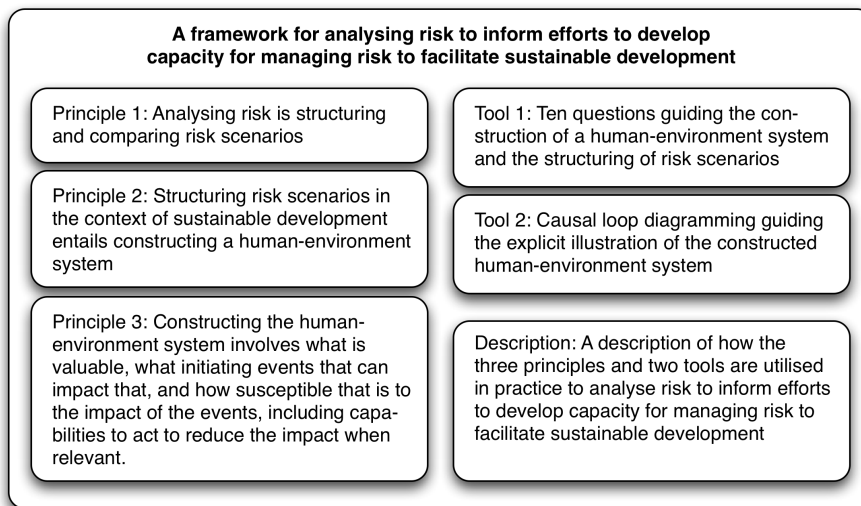 A framework for analysing risk to inform efforts to develop
capacity for managing risk to facilitate sustainable development
Principle 1: Analysing risk is structuring
and comparing risk scenarios
Principle 2: Structuring risk scenarios in
the context of sustainable development
entails constructing a human-environment
system
Principle 3: Constructing the human-
environment system involves what is
valuable, what initiating events that can
impact that, and how susceptible that is to
the impact of the events, including capa-
bilities to act to reduce the impact when
relevant.
Tool 1: Ten questions guiding the con-
struction of a human-environment system
and the structuring of risk scenarios
Tool 2: Causal loop diagramming guiding
the explicit illustration of the constructed
human-environment system
Description: A description of how the
three principles and two tools are utilised
in practice to analyse risk to inform efforts
to develop capacity for managing risk to
facilitate sustainable development